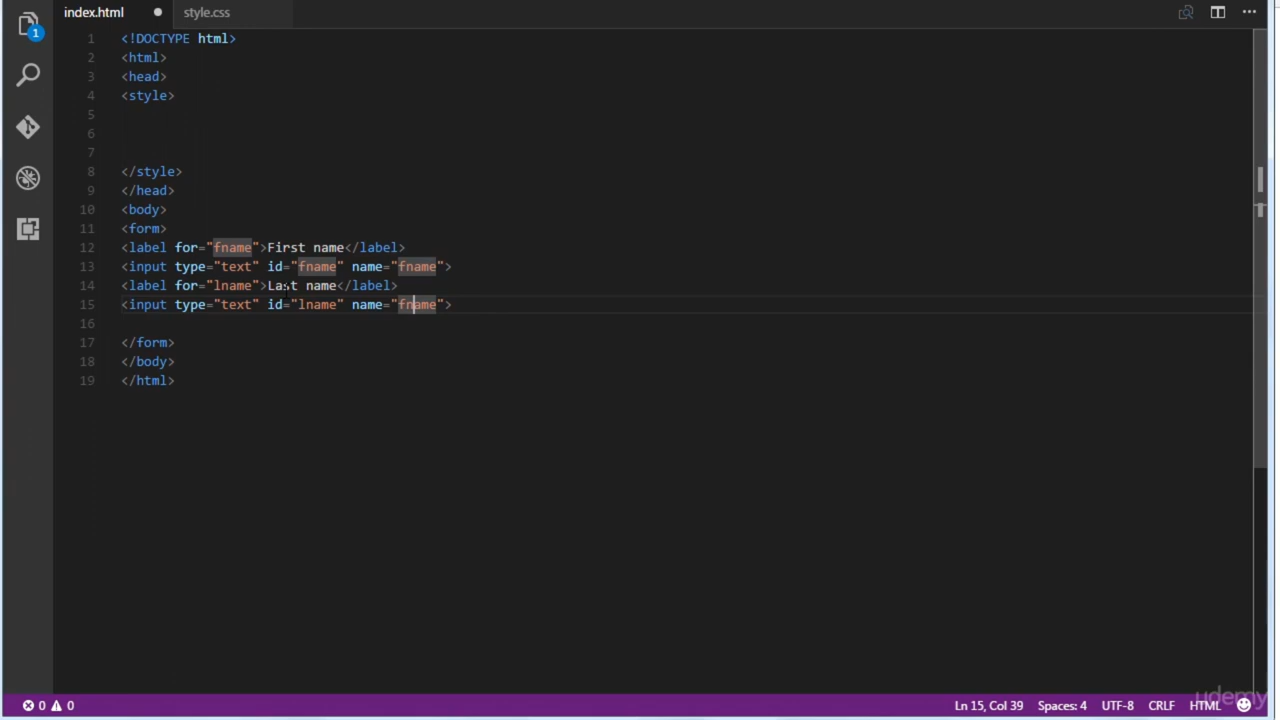 index.html
style.css
1
1 <!DOCTYPE html>
2 <html>
3 <head>
4 <style>
5
6
7
8 </style>
9 </head>
10 <body>
11 <form>
12 <label for="fname">First name</label>
13 <input type="text" id="fname" name="fname">
14 <label for="lname">Last name</label>
15 <input type="text" id="lname" name="fname">
16
17 </form>
18 </body>
19 </html>
0 0 Ln 15, Col 39 Spaces: 4 UTF-8 CRLF HTML
udemy